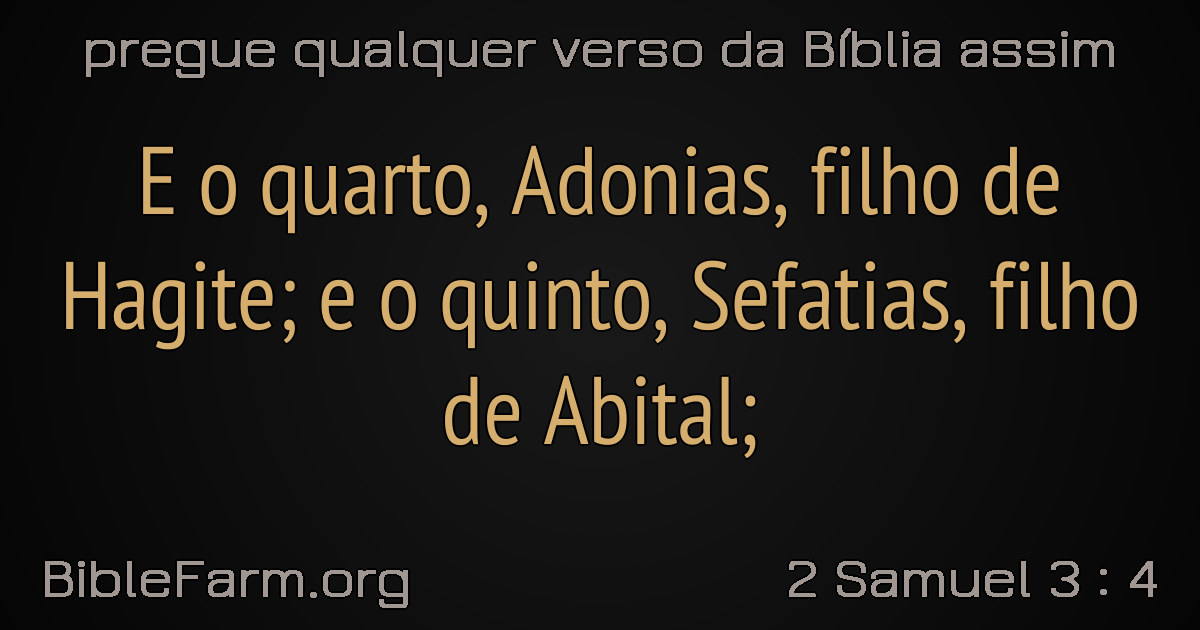 pregue qualquer verso da Bíblia assim
E o quarto, Adonias, filho de
Hagite; e o quinto, Sefatias, filho
de Abital;
BibleFarm.org
2 Samuel 3 : 4